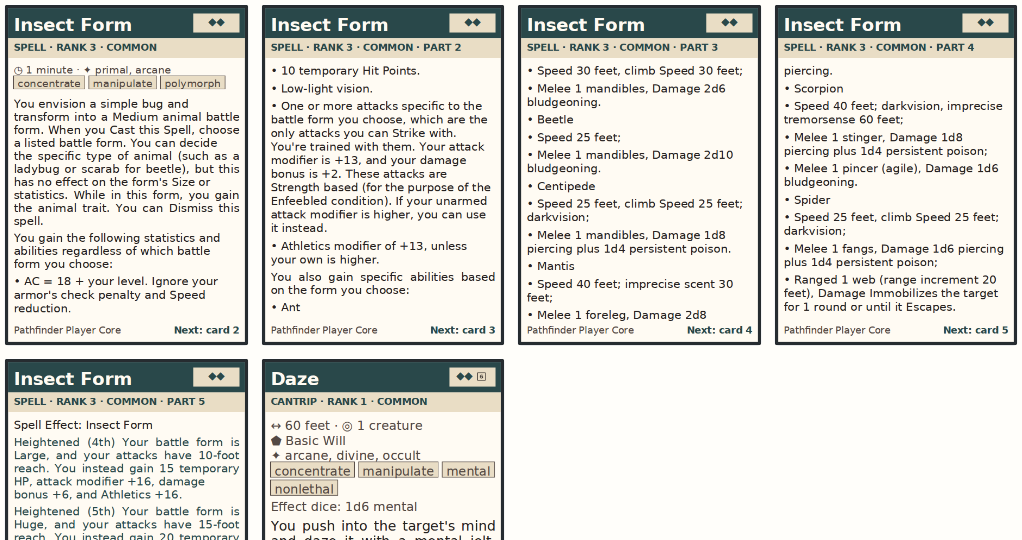 Insect Form ◆◆
SPELL · RANK 3 · COMMON
◷ 1 minute · ✦ primal, arcane
concentrate manipulate polymorph
You envision a simple bug and
transform into a Medium animal battle
form. When you Cast this Spell, choose
a listed battle form. You can decide
the specific type of animal (such as a
ladybug or scarab for beetle), but this
has no effect on the form's Size or
statistics. While in this form, you gain
the animal trait. You can Dismiss this
spell.
You gain the following statistics and
abilities regardless of which battle
form you choose:
• AC = 18 + your level. Ignore your
armor's check penalty and Speed
reduction.
Pathfinder Player Core Next: card 2
Insect Form ◆◆
SPELL · RANK 3 · COMMON · PART 2
• 10 temporary Hit Points.
• Low-light vision.
• One or more attacks specific to the
battle form you choose, which are the
only attacks you can Strike with.
You're trained with them. Your attack
modifier is +13, and your damage
bonus is +2. These attacks are
Strength based (for the purpose of the
Enfeebled condition). If your unarmed
attack modifier is higher, you can use
it instead.
• Athletics modifier of +13, unless
your own is higher.
You also gain specific abilities based
on the form you choose:
• Ant
Pathfinder Player Core Next: card 3
Insect Form ◆◆
SPELL · RANK 3 · COMMON · PART 3
• Speed 30 feet, climb Speed 30 feet;
• Melee 1 mandibles, Damage 2d6
bludgeoning.
• Beetle
• Speed 25 feet;
• Melee 1 mandibles, Damage 2d10
bludgeoning.
• Centipede
• Speed 25 feet, climb Speed 25 feet;
darkvision;
• Melee 1 mandibles, Damage 1d8
piercing plus 1d4 persistent poison.
• Mantis
• Speed 40 feet; imprecise scent 30
feet;
• Melee 1 foreleg, Damage 2d8
Pathfinder Player Core Next: card 4
Insect Form ◆◆
SPELL · RANK 3 · COMMON · PART 4
piercing.
• Scorpion
• Speed 40 feet; darkvision, imprecise
tremorsense 60 feet;
• Melee 1 stinger, Damage 1d8
piercing plus 1d4 persistent poison;
• Melee 1 pincer (agile), Damage 1d6
bludgeoning.
• Spider
• Speed 25 feet, climb Speed 25 feet;
darkvision;
• Melee 1 fangs, Damage 1d6 piercing
plus 1d4 persistent poison;
• Ranged 1 web (range increment 20
feet), Damage Immobilizes the target
for 1 round or until it Escapes.
Pathfinder Player Core Next: card 5
Insect Form ◆◆
SPELL · RANK 3 · COMMON · PART 5
Spell Effect: Insect Form
Heightened (4th) Your battle form is
Large, and your attacks have 10-foot
reach. You instead gain 15 temporary
HP, attack modifier +16, damage
bonus +6, and Athletics +16.
Heightened (5th) Your battle form is
Huge, and your attacks have 15-foot
reach. You instead gain 20 temporary
Daze ◆◆
CANTRIP · RANK 1 · COMMON
↔ 60 feet · ◎ 1 creature
⬟ Basic Will
✦ arcane, divine, occult
concentrate manipulate mental
nonlethal
Effect dice: 1d6 mental
You push into the target's mind
and daze it with a mental jolt.